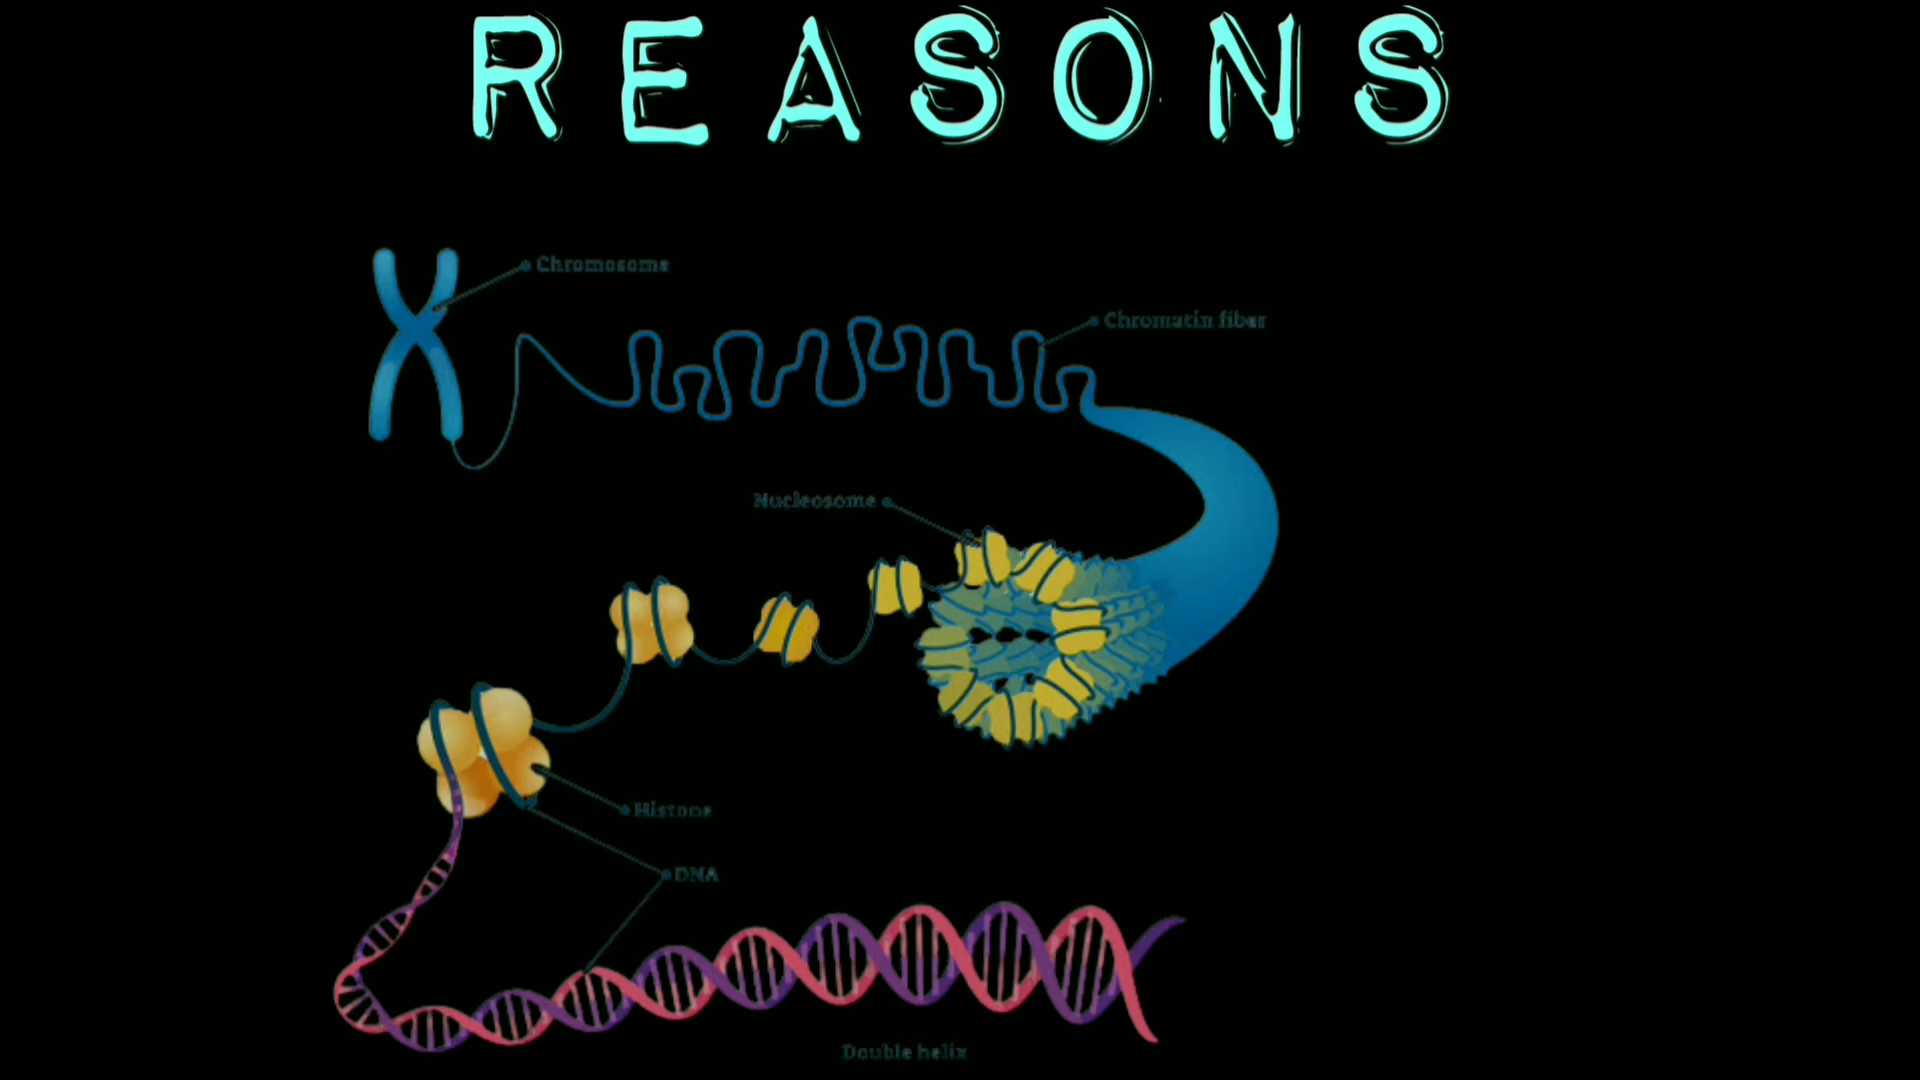 REASONS
Chromosome
Chromatin fiber
Nucleosome
Histone
DNA
Double helix